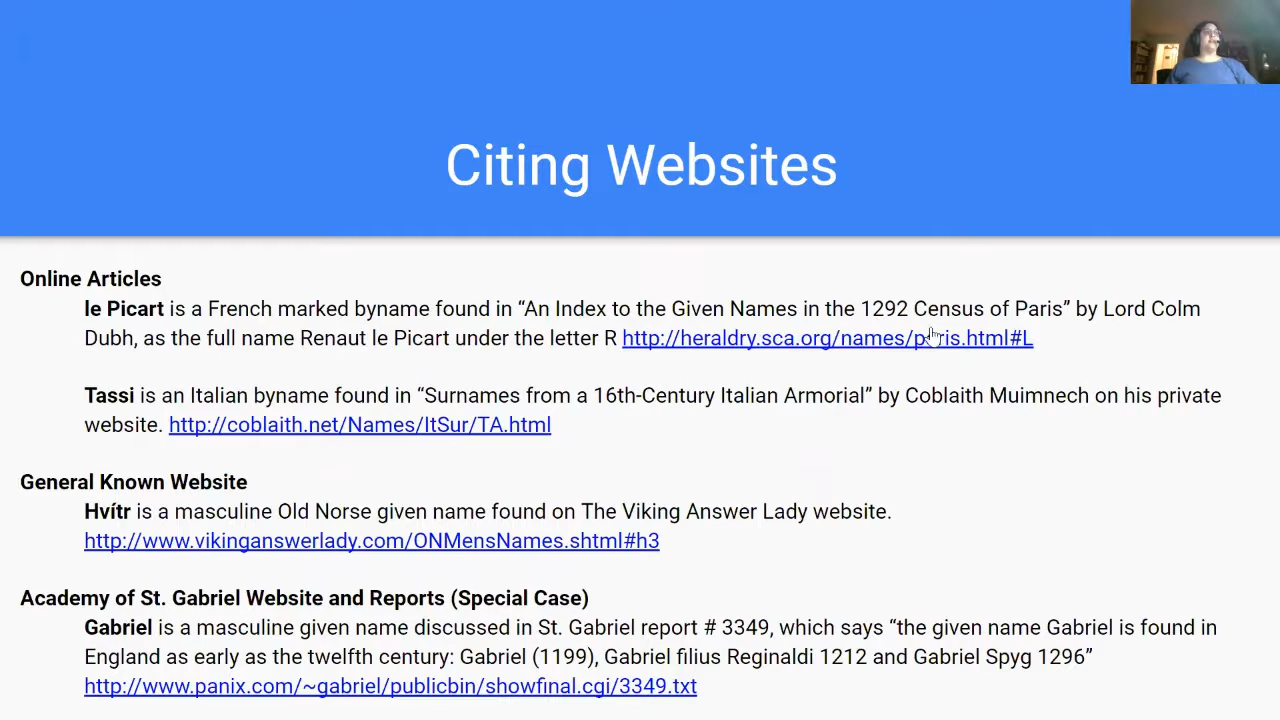 Citing Websites
Online Articles
le Picart is a French marked byname found in “An Index to the Given Names in the 1292 Census of Paris” by Lord Colm
Dubh, as the full name Renaut le Picart under the letter R http://heraldry.sca.org/names/paris.html#L
Tassi is an Italian byname found in “Surnames from a 16th-Century Italian Armorial” by Coblaith Muimnech on his private
website. http://coblaith.net/Names/ItSur/TA.html
General Known Website
Hvítr is a masculine Old Norse given name found on The Viking Answer Lady website.
http://www.vikinganswerlady.com/ONMensNames.shtml#h3
Academy of St. Gabriel Website and Reports (Special Case)
Gabriel is a masculine given name discussed in St. Gabriel report # 3349, which says “the given name Gabriel is found in
England as early as the twelfth century: Gabriel (1199), Gabriel filius Reginaldi 1212 and Gabriel Spyg 1296”
http://www.panix.com/~gabriel/publicbin/showfinal.cgi/3349.txt